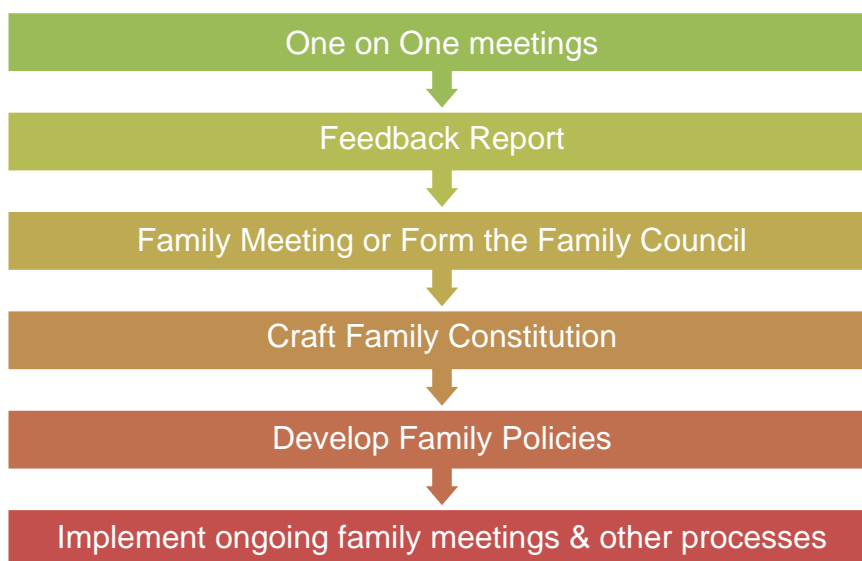 One on One meetings
Feedback Report
Family Meeting or Form the Family Council
Craft Family Constitution
Develop Family Policies
Implement ongoing family meetings & other processes